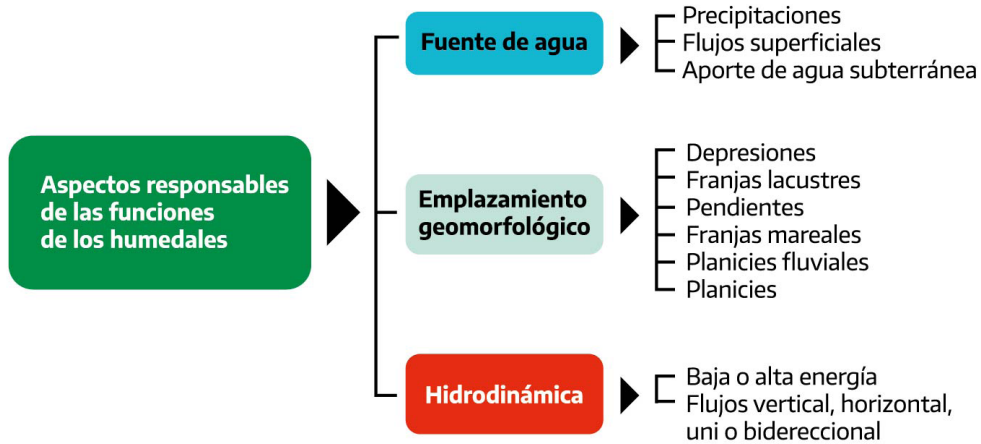 Aspectos responsables
de las funciones
de los humedales
Fuente de agua
Precipitaciones
Flujos superficiales
Aporte de agua subterránea
Emplazamiento
geomorfológico
Depresiones
Franjas lacustres
Pendientes
Franjas mareales
Planicies fluviales
Planicies
Hidrodinámica
Baja o alta energía
Flujos vertical, horizontal,
uni o bidereccional